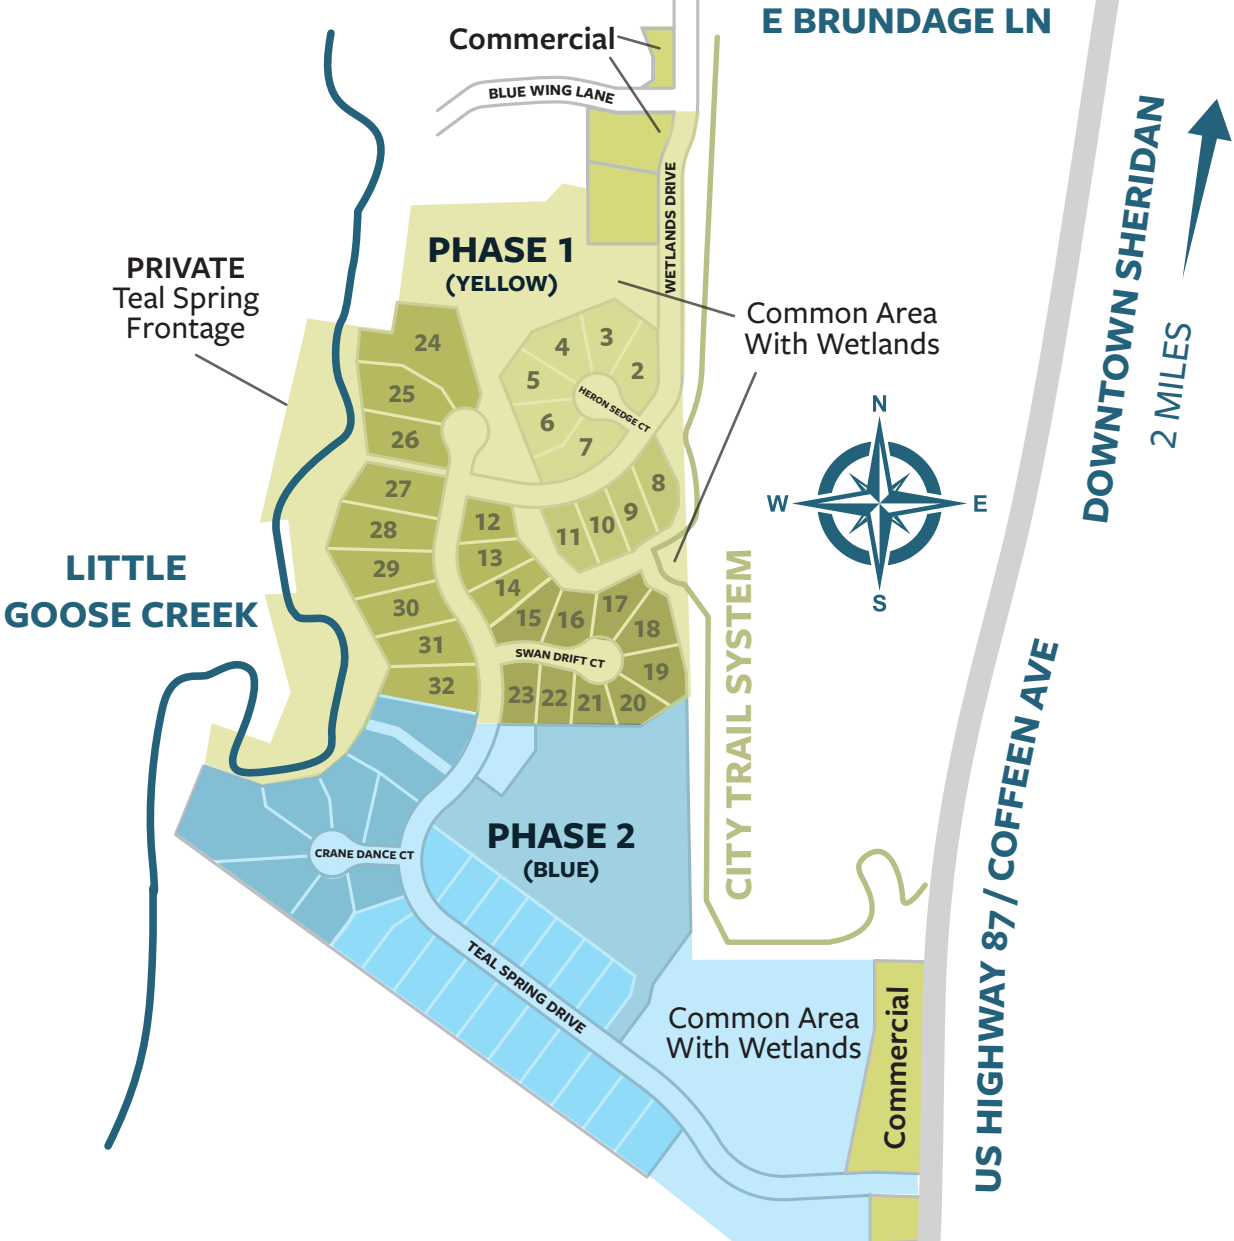 E BRUNDAGE LN
Commercial
BLUE WING LANE
DOWNTOWN SHERIDAN
2 MILES
WETLANDS DRIVE
PHASE 1
(YELLOW)
PRIVATE
Teal Spring
Frontage
Common Area
With Wetlands
24
3
4
2
5
25
HERON SEDGE CT
6
26
7
N
W
E
S
27
8
28
12
9
10
11
13
29
14
30
15
16
17
18
31
SWAN DRIFT CT
19
32
23
22
21
20
LITTLE
GOOSE CREEK
CITY TRAIL SYSTEM
US HIGHWAY 87 / COFFEEN AVE
PHASE 2
(BLUE)
CRANE DANCE CT
TEAL SPRING DRIVE
Common Area
With Wetlands
Commercial